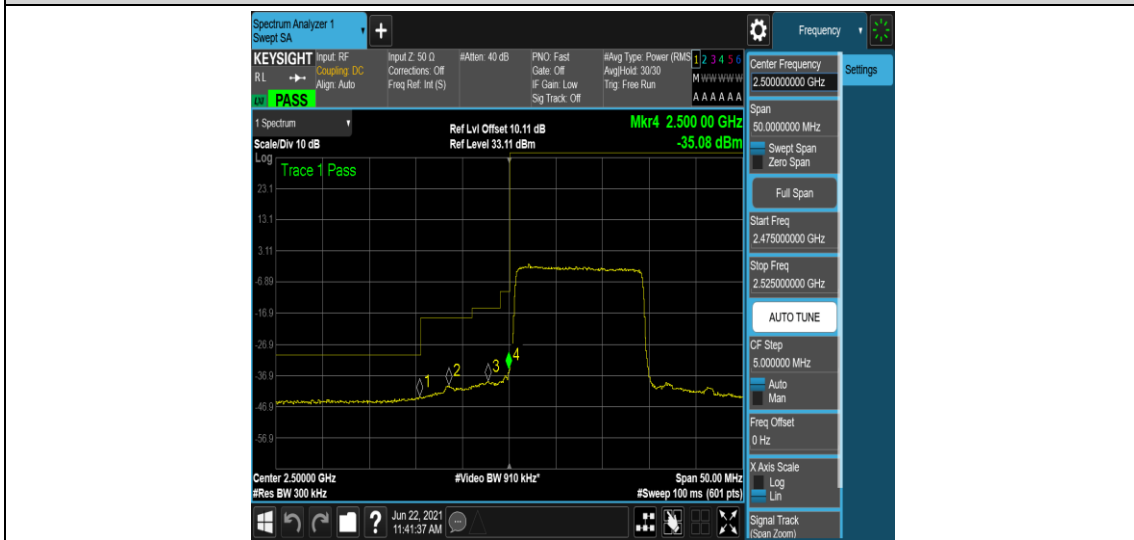 Spectrum Analyzer 1
Swept SA
+
Frequency
KEYSIGHT
RL
LXI
PASS
Input: RF
Coupling: DC
Align: Auto
Input Z: 50 Ω
Corrections: Off
Freq Ref: Int (S)
#Atten: 40 dB
PNO: Fast
Gate: Off
IF Gain: Low
Sig Track: Off
#Avg Type: Power (RMS
Avg|Hold: 30/30
Trig: Free Run
1 2 3 4 5 6
M W W W W W
A A A A A A
1 Spectrum
Scale/Div 10 dB
Ref Lvl Offset 10.11 dB
Ref Level 33.11 dBm
Mkr4 2.500 00 GHz
-35.08 dBm
Log
Trace 1 Pass
23.1
13.1
3.11
-6.89
-16.9
-26.9
-36.9
-46.9
-56.9
1
2
3
4
Center 2.50000 GHz
#Res BW 300 kHz
#Video BW 910 kHz*
Span 50.00 MHz
#Sweep 100 ms (601 pts)
?
Jun 22, 2021
11:41:37 AM
Center Frequency
2.500000000 GHz
Settings
Span
50.0000000 MHz
Swept Span
Zero Span
Full Span
Start Freq
2.475000000 GHz
Stop Freq
2.525000000 GHz
AUTO TUNE
CF Step
5.000000 MHz
Auto
Man
Freq Offset
0 Hz
X Axis Scale
Log
Lin
Signal Track
(Span Zoom)